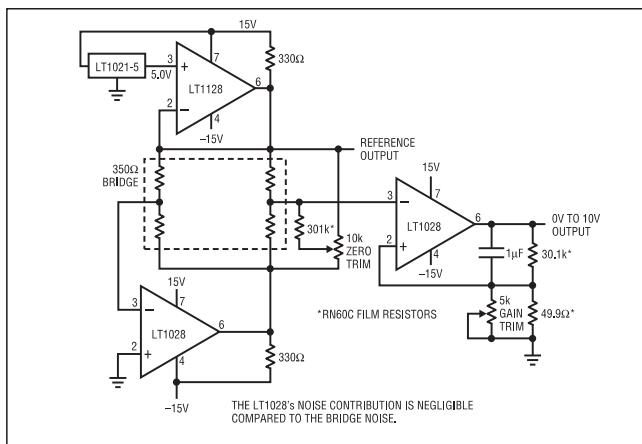 15V
LT1021-5
5.0V
3
+
7
LT1128
6
330Ω
2
–
4
–15V
REFERENCE
OUTPUT
350Ω
BRIDGE
301k*
10k
ZERO
TRIM
15V
3
–
7
LT1028
6
0V TO 10V
OUTPUT
2
+
4
–15V
1µF
30.1k*
5k
GAIN
TRIM
49.9Ω*
*RN60C FILM RESISTORS
15V
3
–
7
LT1028
6
2
+
4
330Ω
–15V
THE LT1028's NOISE CONTRIBUTION IS NEGLIGIBLE
COMPARED TO THE BRIDGE NOISE.